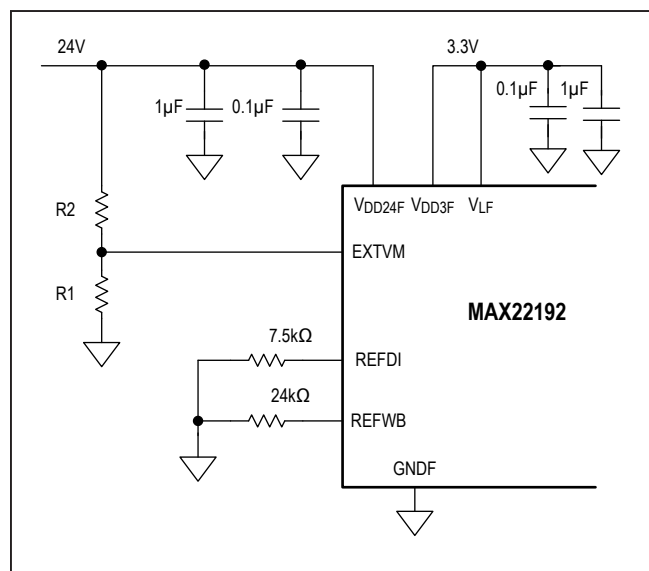 24V
3.3V
1µF
0.1µF
0.1µF
1µF
VDD24F
VDD3F
VLF
R2
EXTVM
R1
MAX22192
7.5kΩ
REFDI
24kΩ
REFWB
GNDF